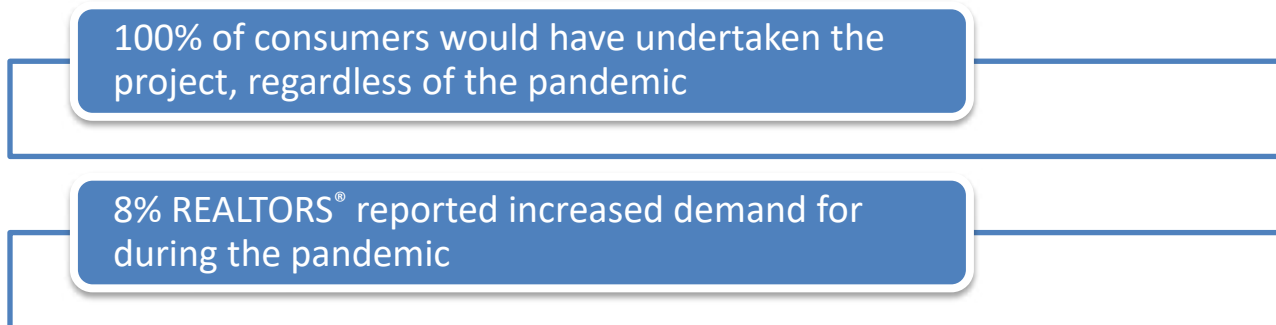 100% of consumers would have undertaken the
project, regardless of the pandemic
8% REALTORS® reported increased demand for
during the pandemic